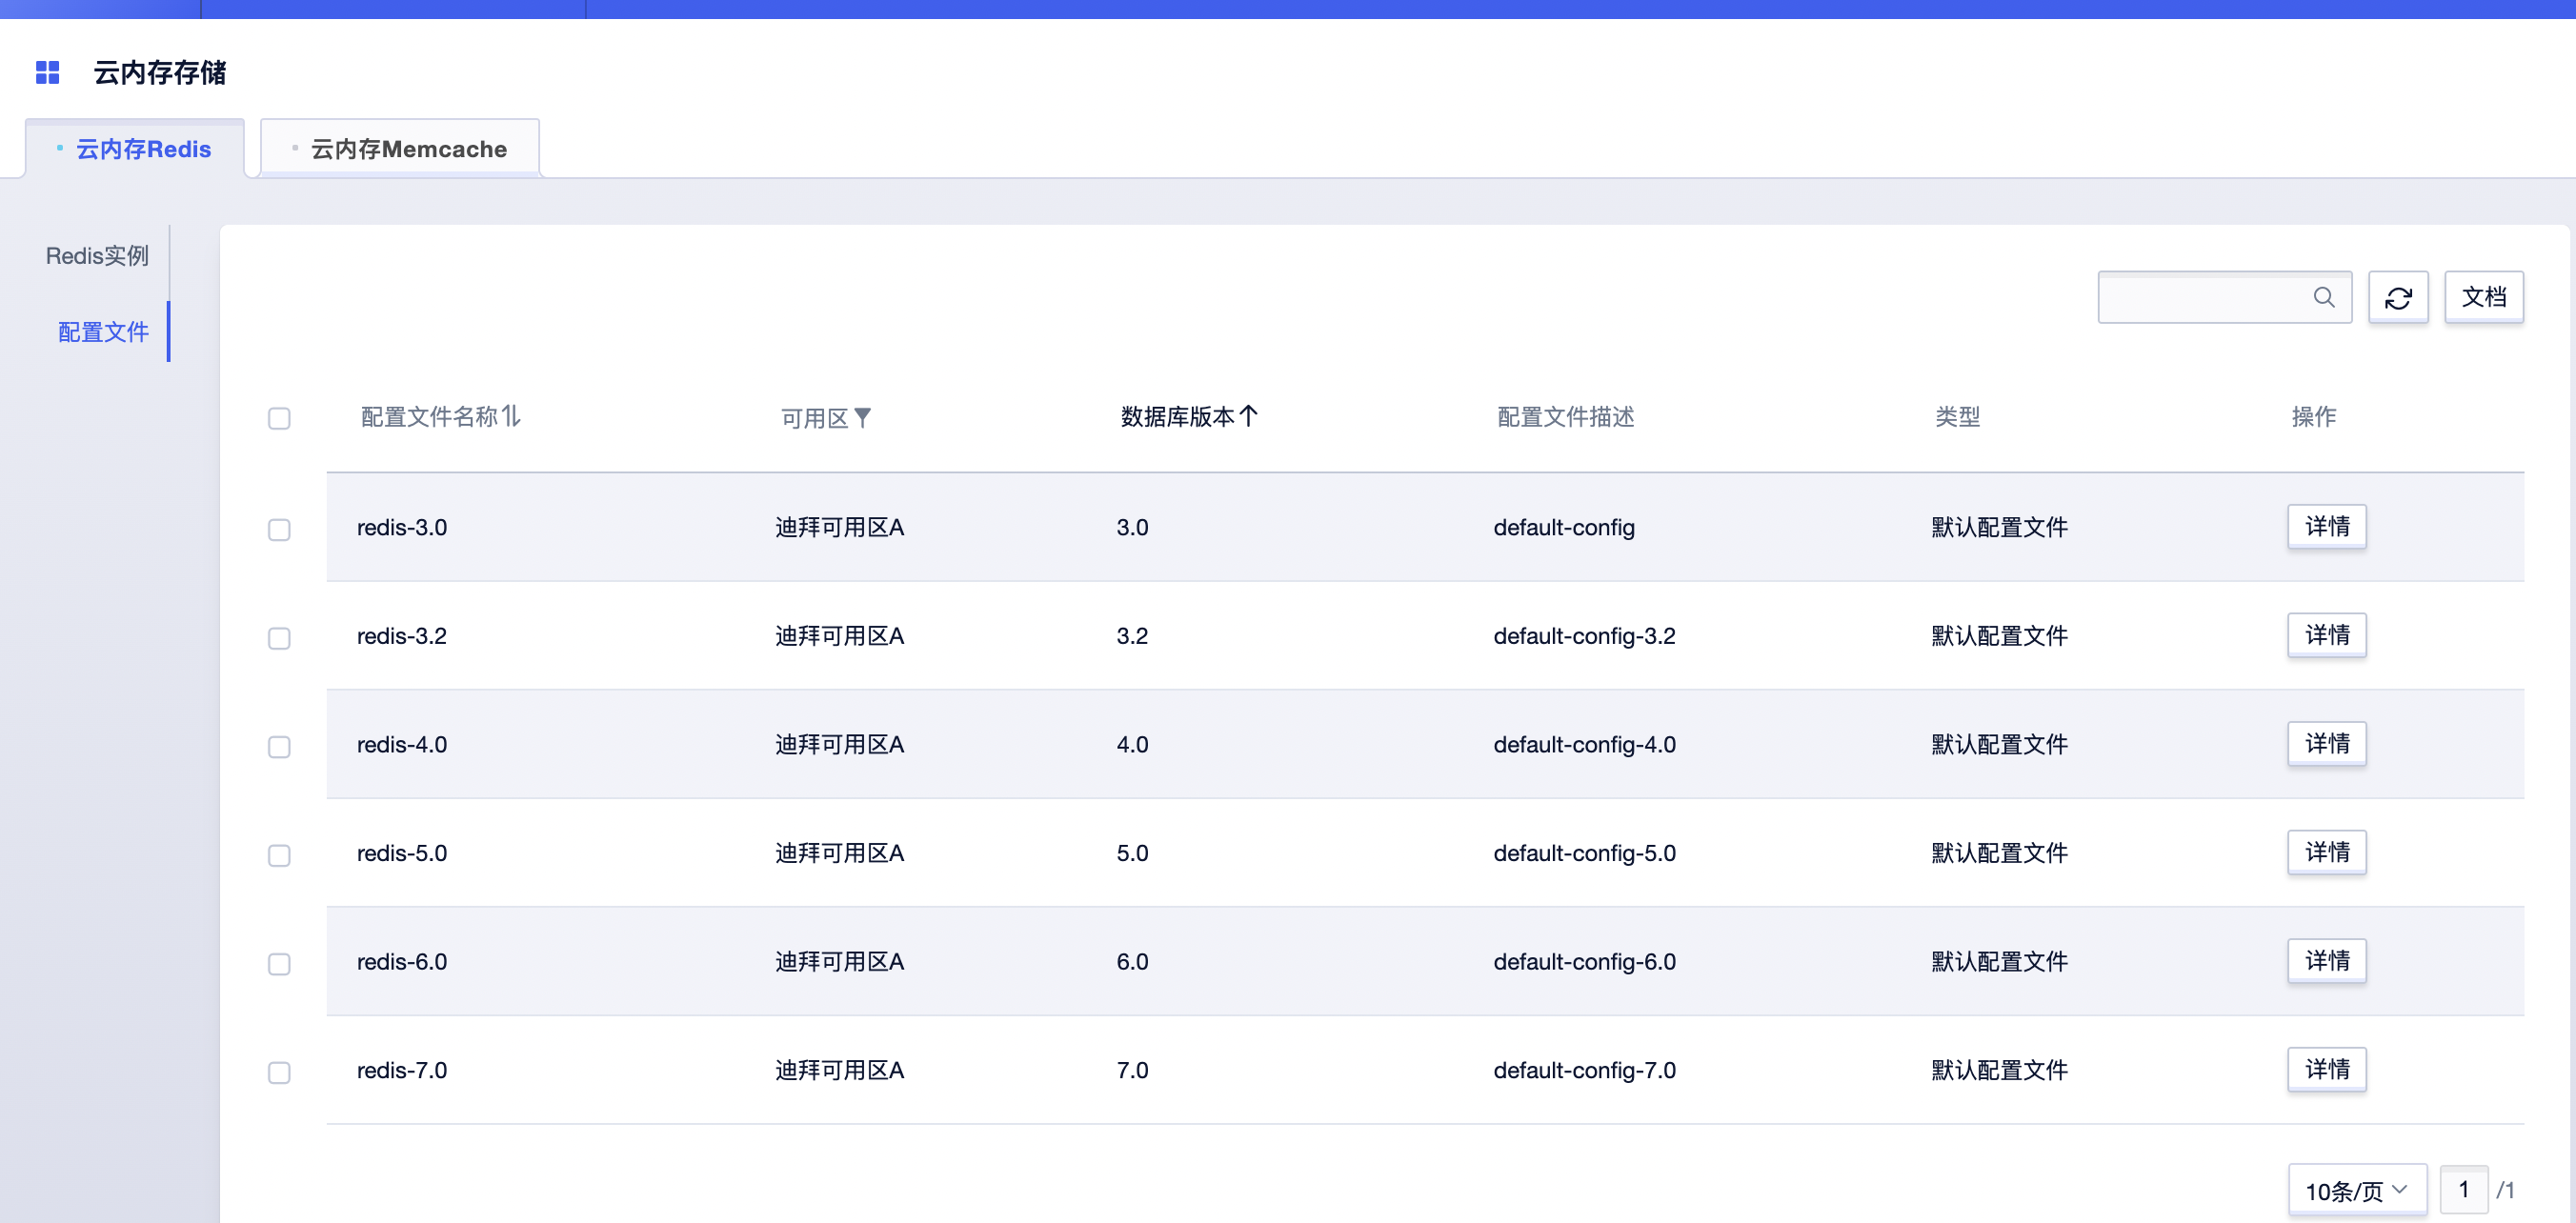 云内存存储
云内存Redis 云内存Memcache
Redis实例
配置文件
文档
配置文件名称 可用区 数据库版本 配置文件描述 类型 操作
redis-3.0 迪拜可用区A 3.0 default-config 默认配置文件 详情
redis-3.2 迪拜可用区A 3.2 default-config-3.2 默认配置文件 详情
redis-4.0 迪拜可用区A 4.0 default-config-4.0 默认配置文件 详情
redis-5.0 迪拜可用区A 5.0 default-config-5.0 默认配置文件 详情
redis-6.0 迪拜可用区A 6.0 default-config-6.0 默认配置文件 详情
redis-7.0 迪拜可用区A 7.0 default-config-7.0 默认配置文件 详情
10条/页 1 /1